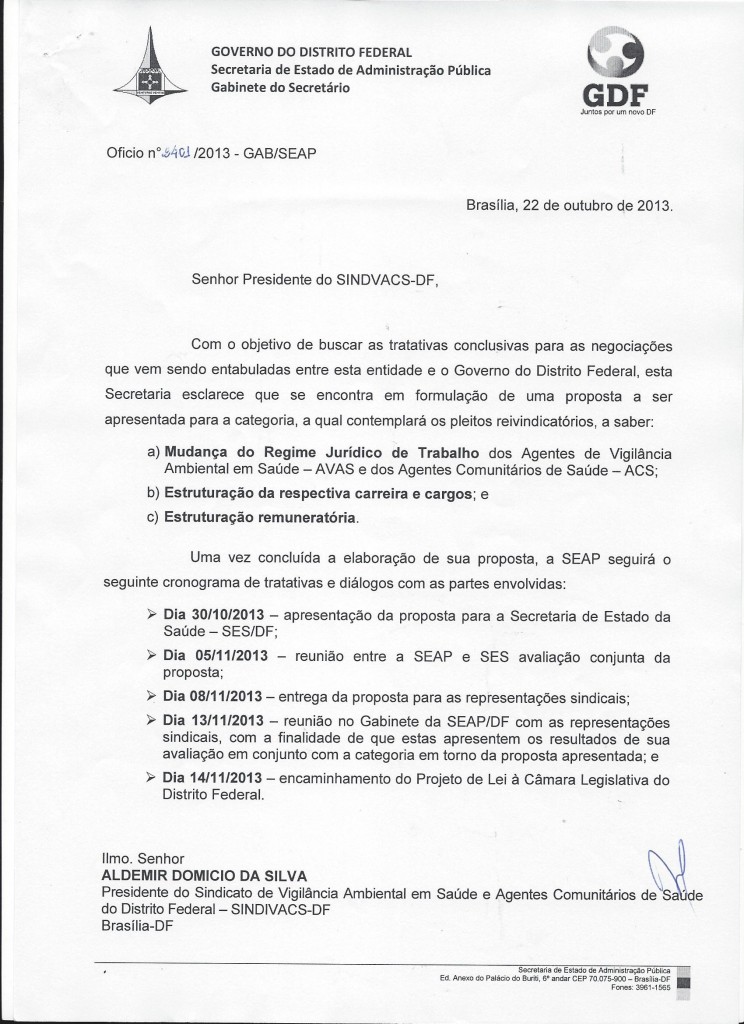 GOVERNO DO DISTRITO FEDERAL
Secretaria de Estado de Administração Pública
Gabinete do Secretário
GDF
Juntos por um novo DF
Oficio n° /2013 - GAB/SEAP
Brasília, 22 de outubro de 2013.
Senhor Presidente do SINDVACS-DF,
Com o objetivo de buscar as tratativas conclusivas para as negociações
que vem sendo entabuladas entre esta entidade e o Governo do Distrito Federal, esta
Secretaria esclarece que se encontra em formulação de uma proposta a ser
apresentada para a categoria, a qual contemplará os pleitos reivindicatórios, a saber:
a) Mudança do Regime Jurídico de Trabalho dos Agentes de Vigilância
Ambiental em Saúde – AVAS e dos Agentes Comunitários de Saúde – ACS;
b) Estruturação da respectiva carreira e cargos; e
c) Estruturação remuneratória.
Uma vez concluída a elaboração de sua proposta, a SEAP seguirá o
seguinte cronograma de tratativas e diálogos com as partes envolvidas:
➢ Dia 30/10/2013 – apresentação da proposta para a Secretaria de Estado da
Saúde – SES/DF;
➢ Dia 05/11/2013 – reunião entre a SEAP e SES avaliação conjunta da
proposta;
➢ Dia 08/11/2013 – entrega da proposta para as representações sindicais;
➢ Dia 13/11/2013 – reunião no Gabinete da SEAP/DF com as representações
sindicais, com a finalidade de que estas apresentem os resultados de sua
avaliação em conjunto com a categoria em torno da proposta apresentada; e
➢ Dia 14/11/2013 – encaminhamento do Projeto de Lei à Câmara Legislativa do
Distrito Federal.
Ilmo. Senhor
ALDEMIR DOMICIO DA SILVA
Presidente do Sindicato de Vigilância Ambiental em Saúde e Agentes Comunitários de Saúde
do Distrito Federal – SINDIVACS-DF
Brasília-DF
Secretaria de Estado de Administração Pública
Ed. Anexo do Palácio do Buriti, 6º andar CEP 70.075-900 – Brasília-DF
Fones: 3961-1565